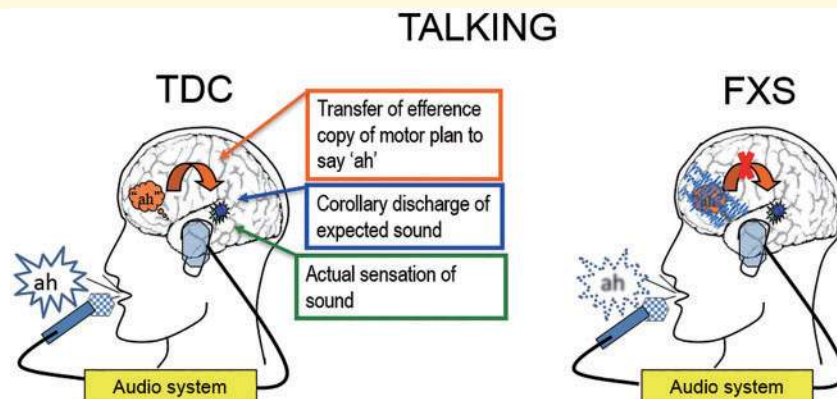 TALKING
TDC
FXS
Transfer of efference
copy of motor plan to
say 'ah'
"ah"
Corollary discharge of
expected sound
Actual sensation of
sound
ah
ah
Audio system
Audio system